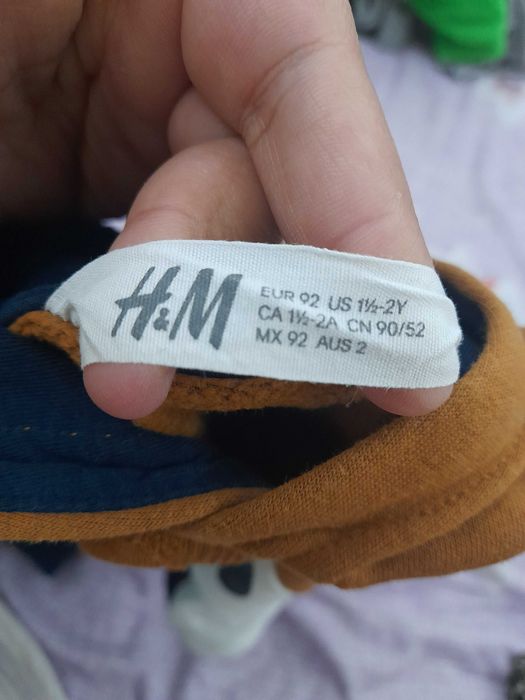 H&M
EUR 92 US 1½-2Y
CA 1½-2A CN 90/52
MX 92 AUS 2